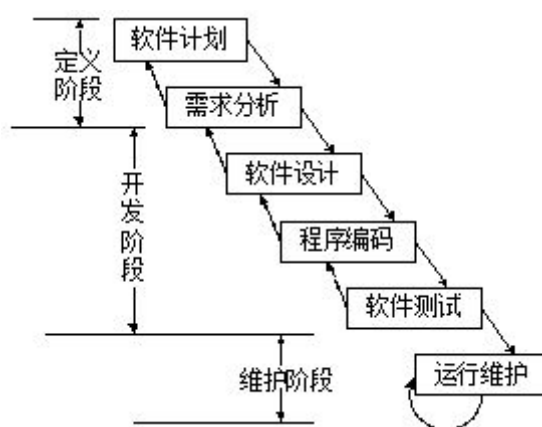 软件计划
定义
阶段
需求分析
软件设计
开
发
阶
段
程序编码
软件测试
维护阶段
运行维护